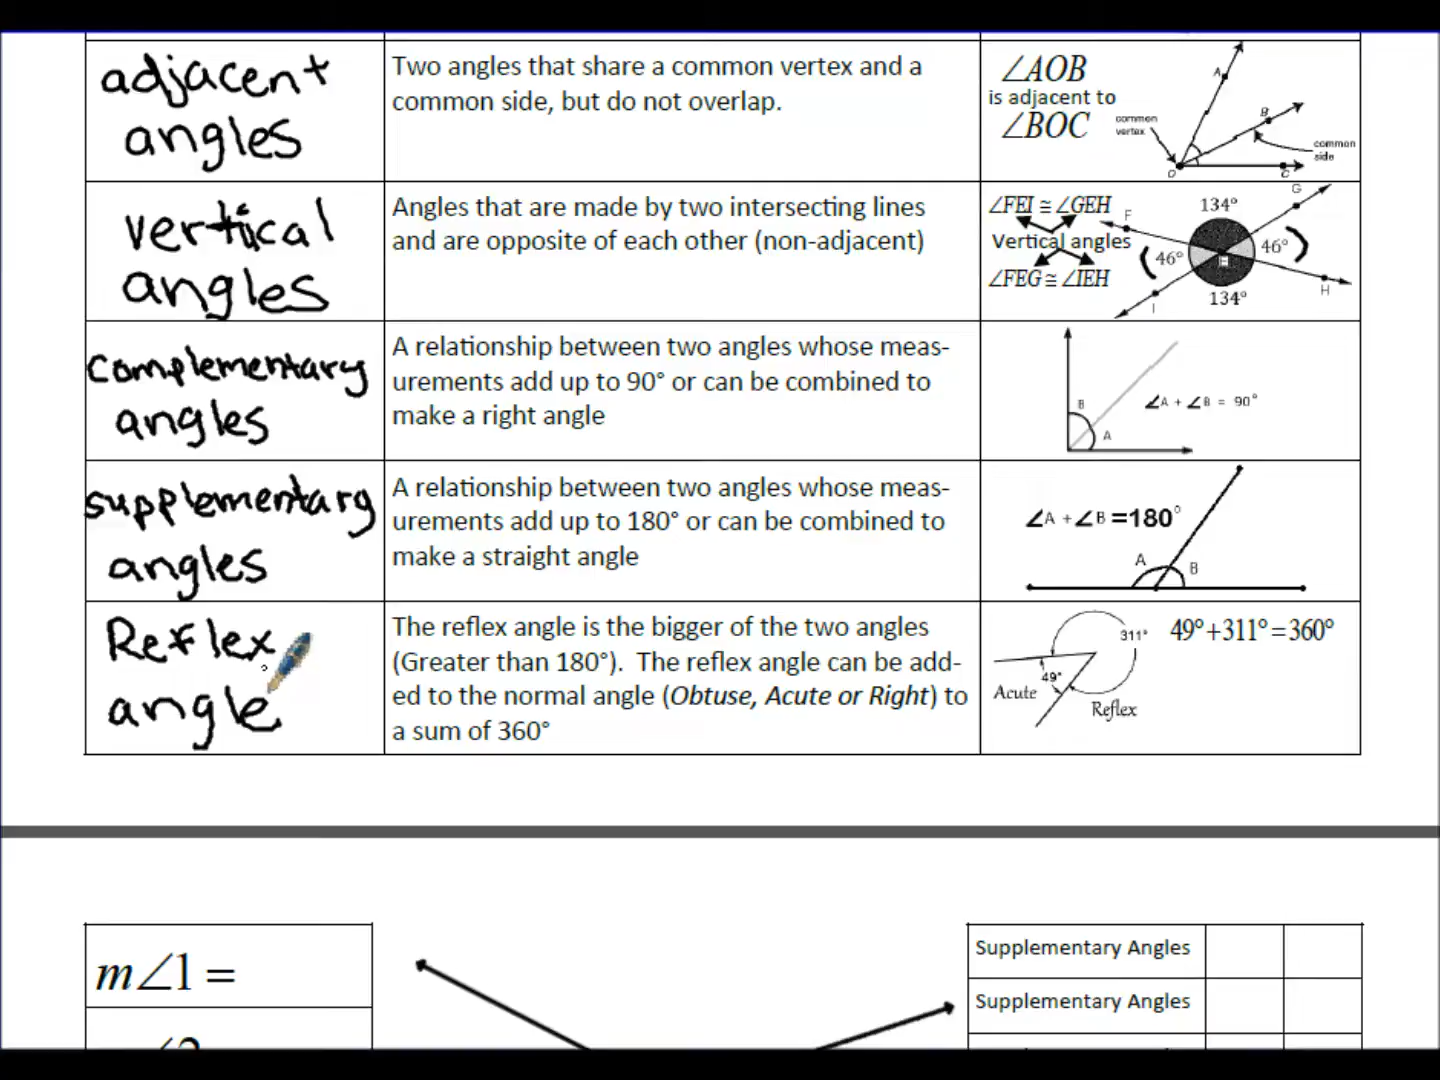 adjacent
angles
Two angles that share a common vertex and a
common side, but do not overlap.
∠AOB
is adjacent to
∠BOC
common
vertex
A
B
common
side
O
C
vertical
angles
Angles that are made by two intersecting lines
and are opposite of each other (non-adjacent)
∠FEI ≅ ∠GEH
Vertical angles
∠FEG ≅ ∠IEH
F
134°
G
46°
E
46°
134°
I
H
complementary
angles
A relationship between two angles whose meas-
urements add up to 90° or can be combined to
make a right angle
B
A
∠A + ∠B = 90°
supplementary
angles
A relationship between two angles whose meas-
urements add up to 180° or can be combined to
make a straight angle
∠A + ∠B =180°
A
B
Reflex
angle
The reflex angle is the bigger of the two angles
(Greater than 180°). The reflex angle can be add-
ed to the normal angle (Obtuse, Acute or Right) to
a sum of 360°
311°
49°+311°=360°
49°
Acute
Reflex
m∠1 =
Supplementary Angles
Supplementary Angles